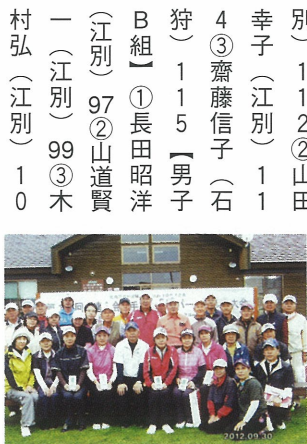 別）112②山田
幸子（江別）11
4③齋藤信子（石
狩）115【男子
B組】①長田昭洋
（江別）97②山道賢
一（江別）99③木
村弘（江別）10
2012.09.30